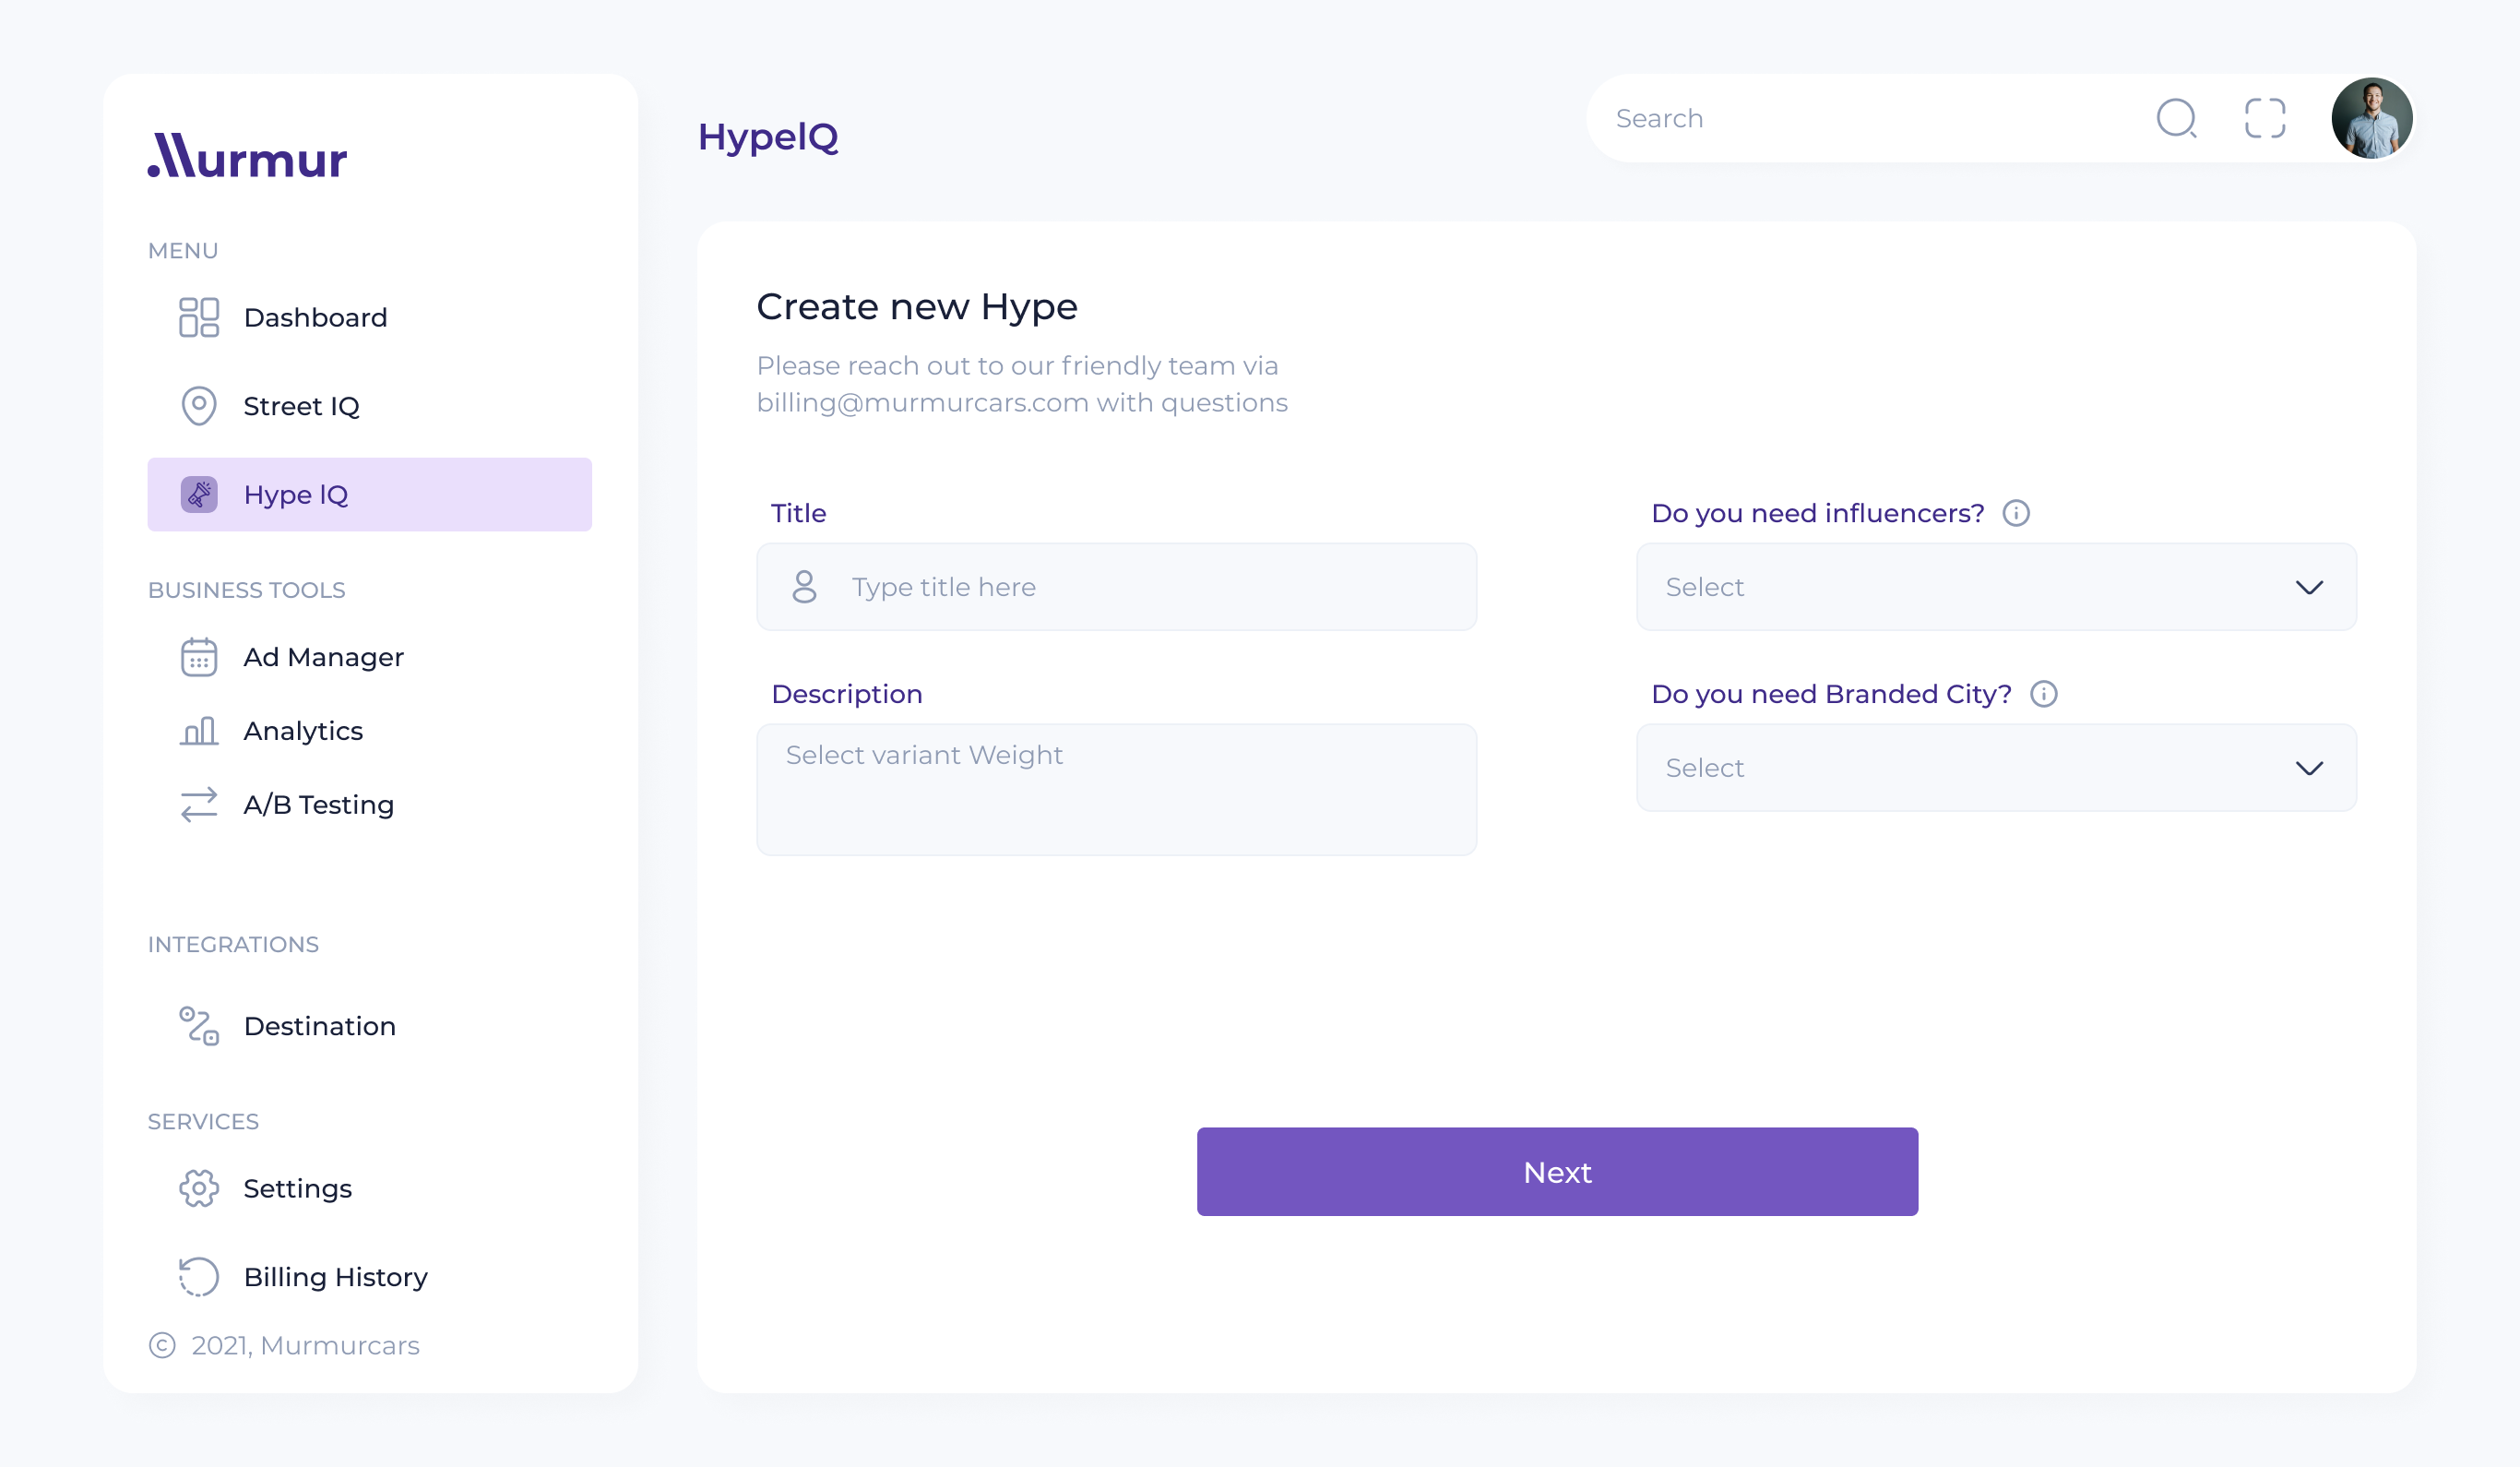 Murmur
MENU
Dashboard
Street IQ
Hype IQ
BUSINESS TOOLS
Ad Manager
Analytics
A/B Testing
INTEGRATIONS
Destination
SERVICES
Settings
Billing History
© 2021, Murmurcars
HypeIQ
Search
Create new Hype
Please reach out to our friendly team via
billing@murmurcars.com with questions
Title
Type title here
Description
Select variant Weight
Do you need influencers?
Select
Do you need Branded City?
Select
Next